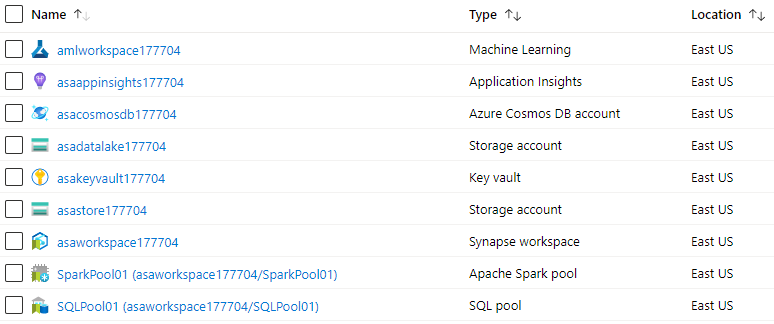 Name ↑↓ Type ↑↓ Location ↑↓
amlworkspace177704 Machine Learning East US
asaappinsights177704 Application Insights East US
asacosmosdb177704 Azure Cosmos DB account East US
asadatalake177704 Storage account East US
asakeyvault177704 Key vault East US
asastore177704 Storage account East US
asaworkspace177704 Synapse workspace East US
SparkPool01 (asaworkspace177704/SparkPool01) Apache Spark pool East US
SQLPool01 (asaworkspace177704/SQLPool01) SQL pool East US